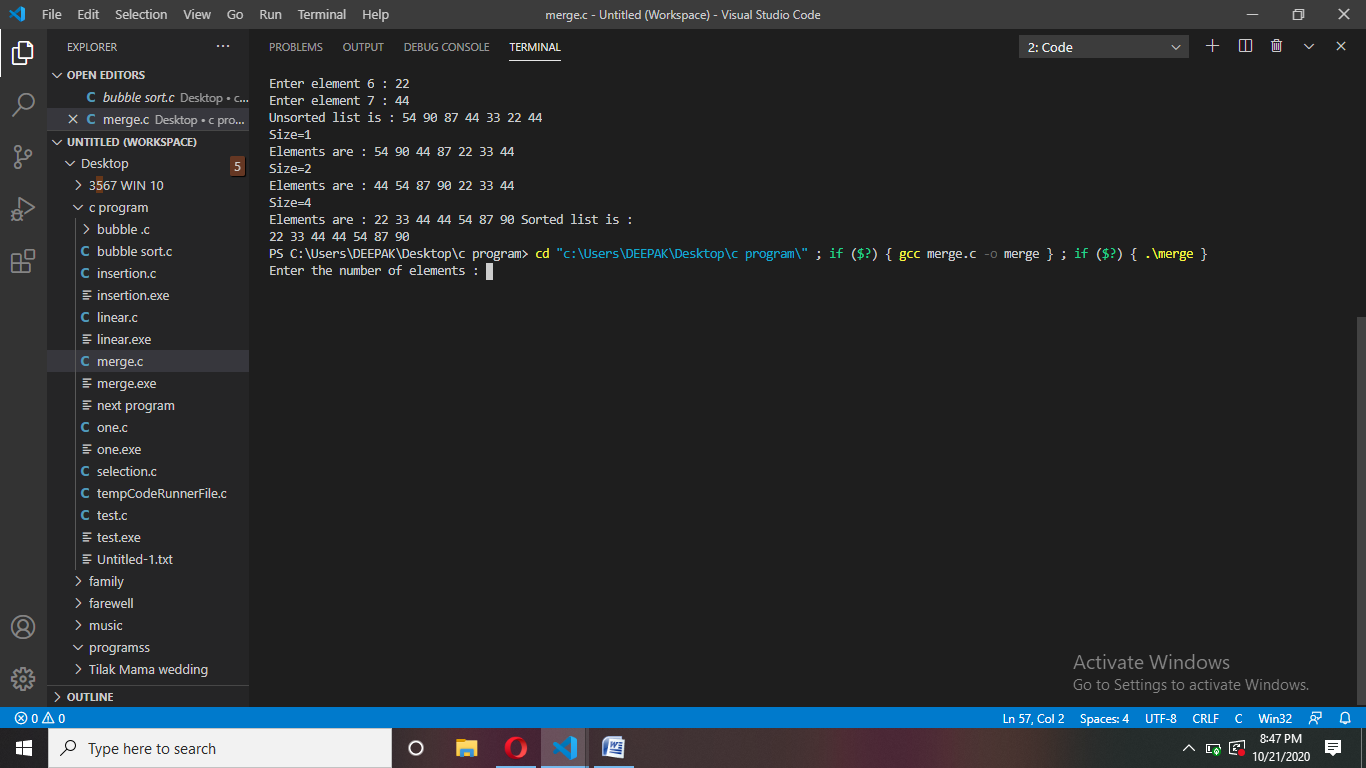 File Edit Selection View Go Run Terminal Help
merge.c - Untitled (Workspace) - Visual Studio Code
EXPLORER
OPEN EDITORS
bubble sort.c Desktop • c...
merge.c Desktop • c pro...
UNTITLED (WORKSPACE)
Desktop
5
3567 WIN 10
c program
bubble .c
bubble sort.c
insertion.c
insertion.exe
linear.c
linear.exe
merge.c
merge.exe
next program
one.c
one.exe
selection.c
tempCodeRunnerFile.c
test.c
test.exe
Untitled-1.txt
family
farewell
music
programss
Tilak Mama wedding
OUTLINE
PROBLEMS OUTPUT DEBUG CONSOLE TERMINAL
2: Code
Enter element 6 : 22
Enter element 7 : 44
Unsorted list is : 54 90 87 44 33 22 44
Size=1
Elements are : 54 90 44 87 22 33 44
Size=2
Elements are : 44 54 87 90 22 33 44
Size=4
Elements are : 22 33 44 44 54 87 90 Sorted list is :
22 33 44 44 54 87 90
PS C:\Users\DEEPAK\Desktop\c program> cd "c:\Users\DEEPAK\Desktop\c program\" ; if ($?) { gcc merge.c -o merge } ; if ($?) { .\merge }
Enter the number of elements :
Activate Windows
Go to Settings to activate Windows.
0 0
Ln 57, Col 2 Spaces: 4 UTF-8 CRLF C Win32
Type here to search
8:47 PM
10/21/2020